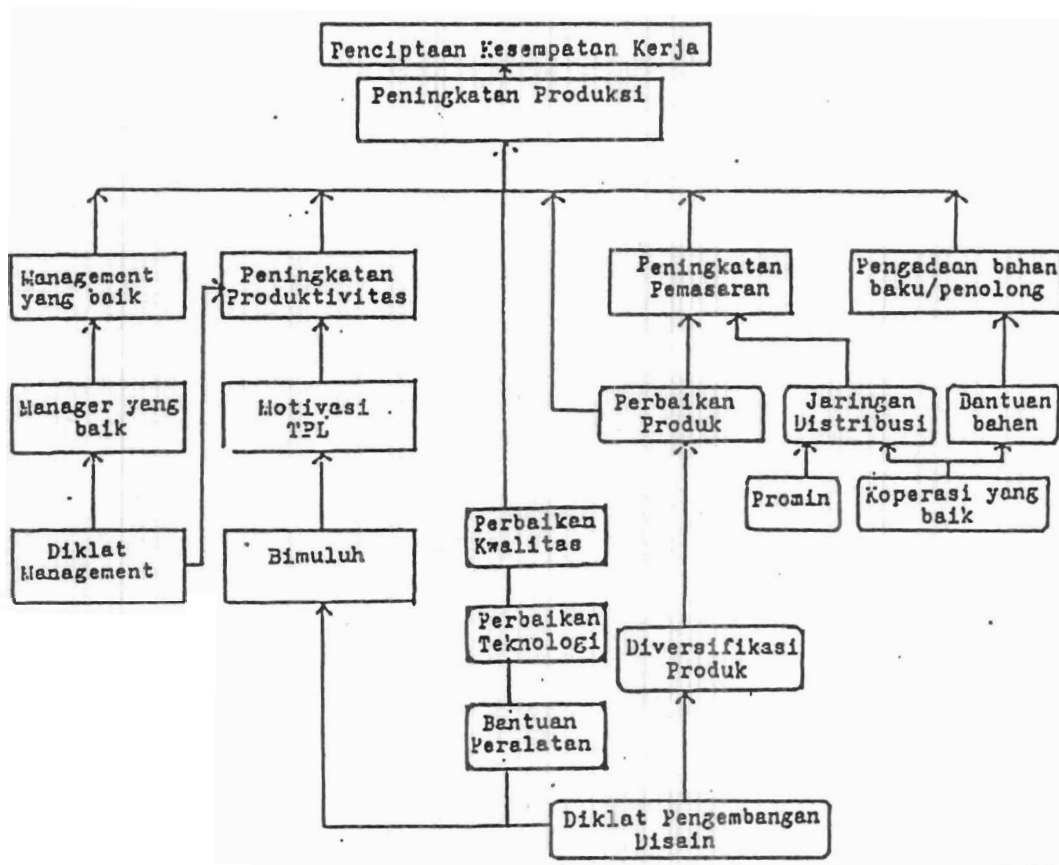 Penciptaan Kesempatan Kerja
Peningkatan Produksi
Management
yang baik
Peningkatan
Produktivitas
Peningkatan
Pemasaran
Pengadaan bahan
baku/penolong
Manager yang
baik
Motivasi
TPL
Perbaikan
Produk
Jaringan
Distribusi
Bantuan
bahan
Promin
Koperasi yang
baik
Diklat
Management
Bimuluh
Perbaikan
Kwalitas
Perbaikan
Teknologi
Diversifikasi
Produk
Bantuan
Peralatan
Diklat Pengembangan
Disain